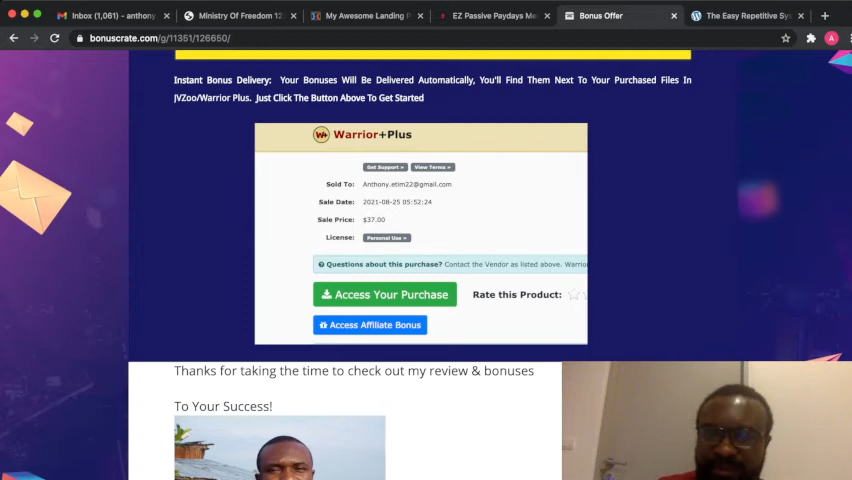 Inbox (1,061) – anthony
Ministry Of Freedom 12
My Awesome Landing P
EZ Passive Paydays Me
Bonus Offer
The Easy Repetitive Sys
bonuscrate.com/g/11351/126650/
A
Instant Bonus Delivery: Your Bonuses Will Be Delivered Automatically, You'll Find Them Next To Your Purchased Files In
JVZoo/Warrior Plus. Just Click The Button Above To Get Started
W+ Warrior+Plus
Get Support » View Terms »
Sold To: Anthony.etim22@gmail.com
Sale Date: 2021-08-25 05:52:24
Sale Price: $37.00
License: Personal Use »
Questions about this purchase? Contact the Vendor as listed above. Warrio
Access Your Purchase Rate this Product:
Access Affiliate Bonus
Thanks for taking the time to check out my review & bonuses
To Your Success!